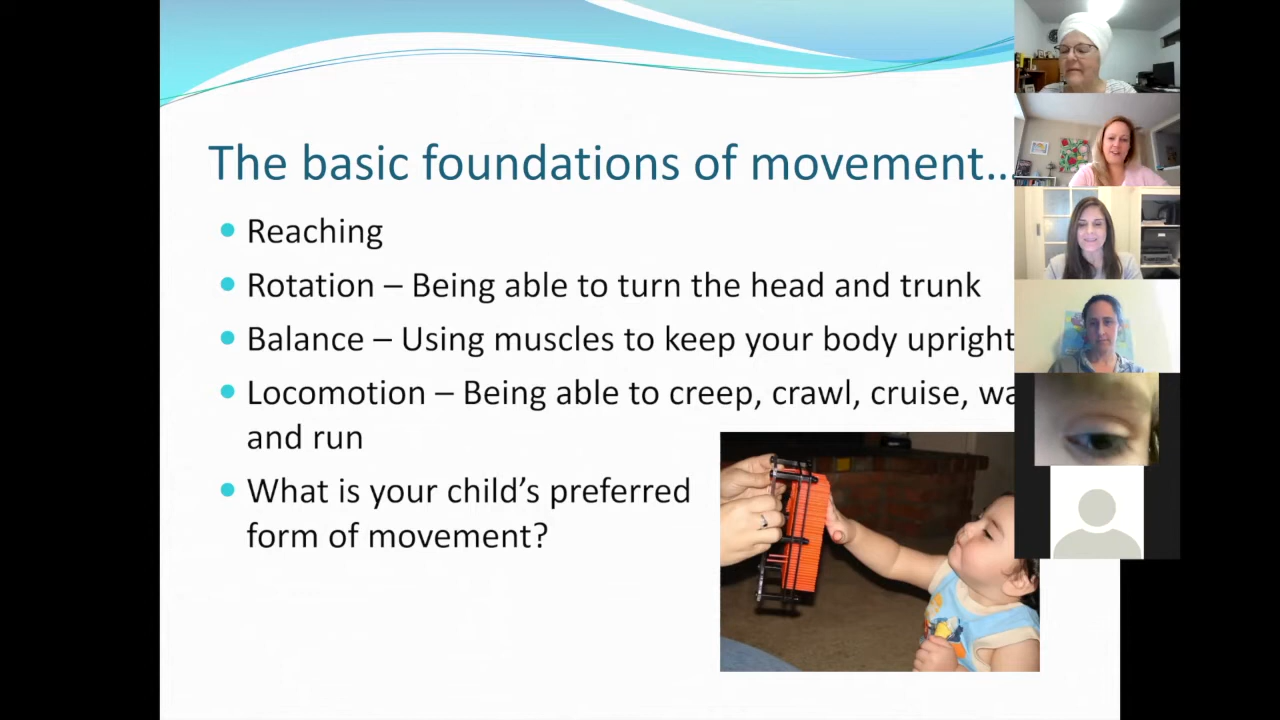 The basic foundations of movement...
Reaching
Rotation – Being able to turn the head and trunk
Balance – Using muscles to keep your body upright
Locomotion – Being able to creep, crawl, cruise,
and run
What is your child's preferred
form of movement?